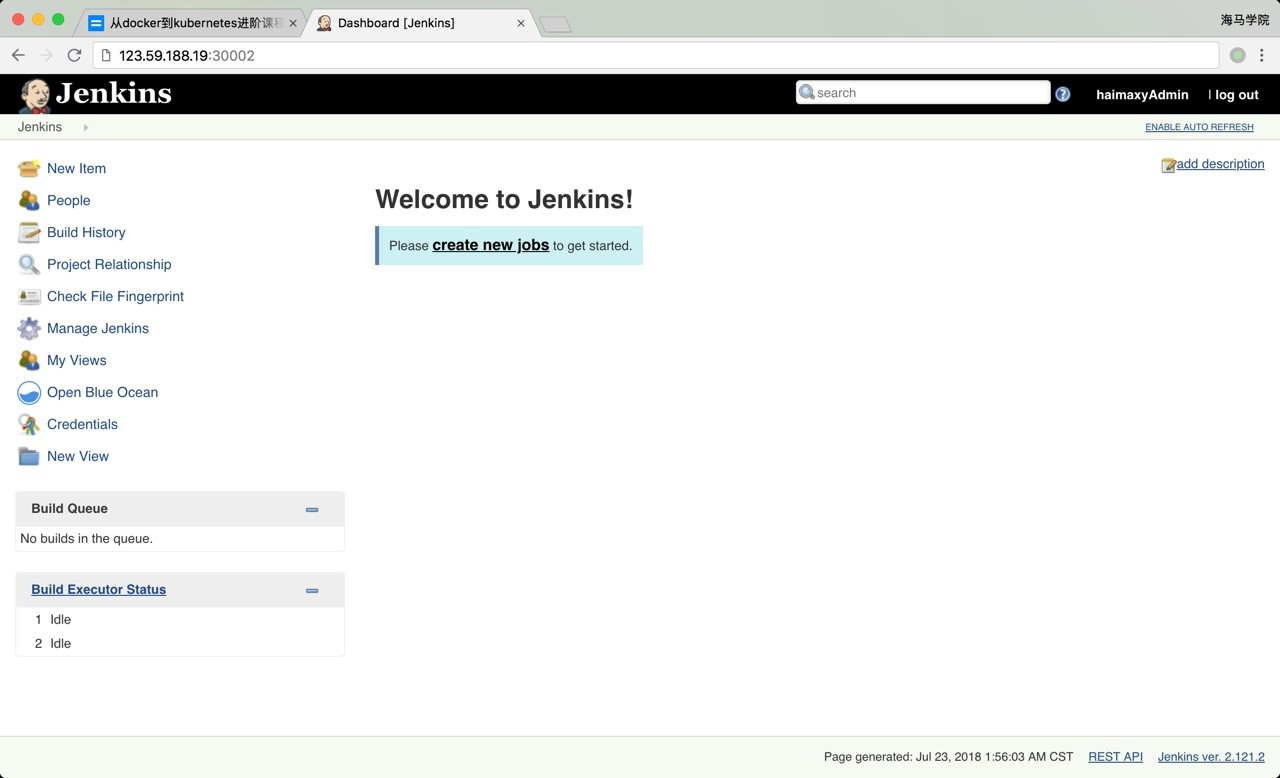 从docker到kubernetes进阶课程
Dashboard [Jenkins]
海马学院
123.59.188.19:30002
Jenkins
search
haimaxyAdmin
| log out
Jenkins
ENABLE AUTO REFRESH
New Item
People
Build History
Project Relationship
Check File Fingerprint
Manage Jenkins
My Views
Open Blue Ocean
Credentials
New View
add description
Welcome to Jenkins!
Please create new jobs to get started.
Build Queue
No builds in the queue.
Build Executor Status
1 Idle
2 Idle
Page generated: Jul 23, 2018 1:56:03 AM CST
REST API
Jenkins ver. 2.121.2